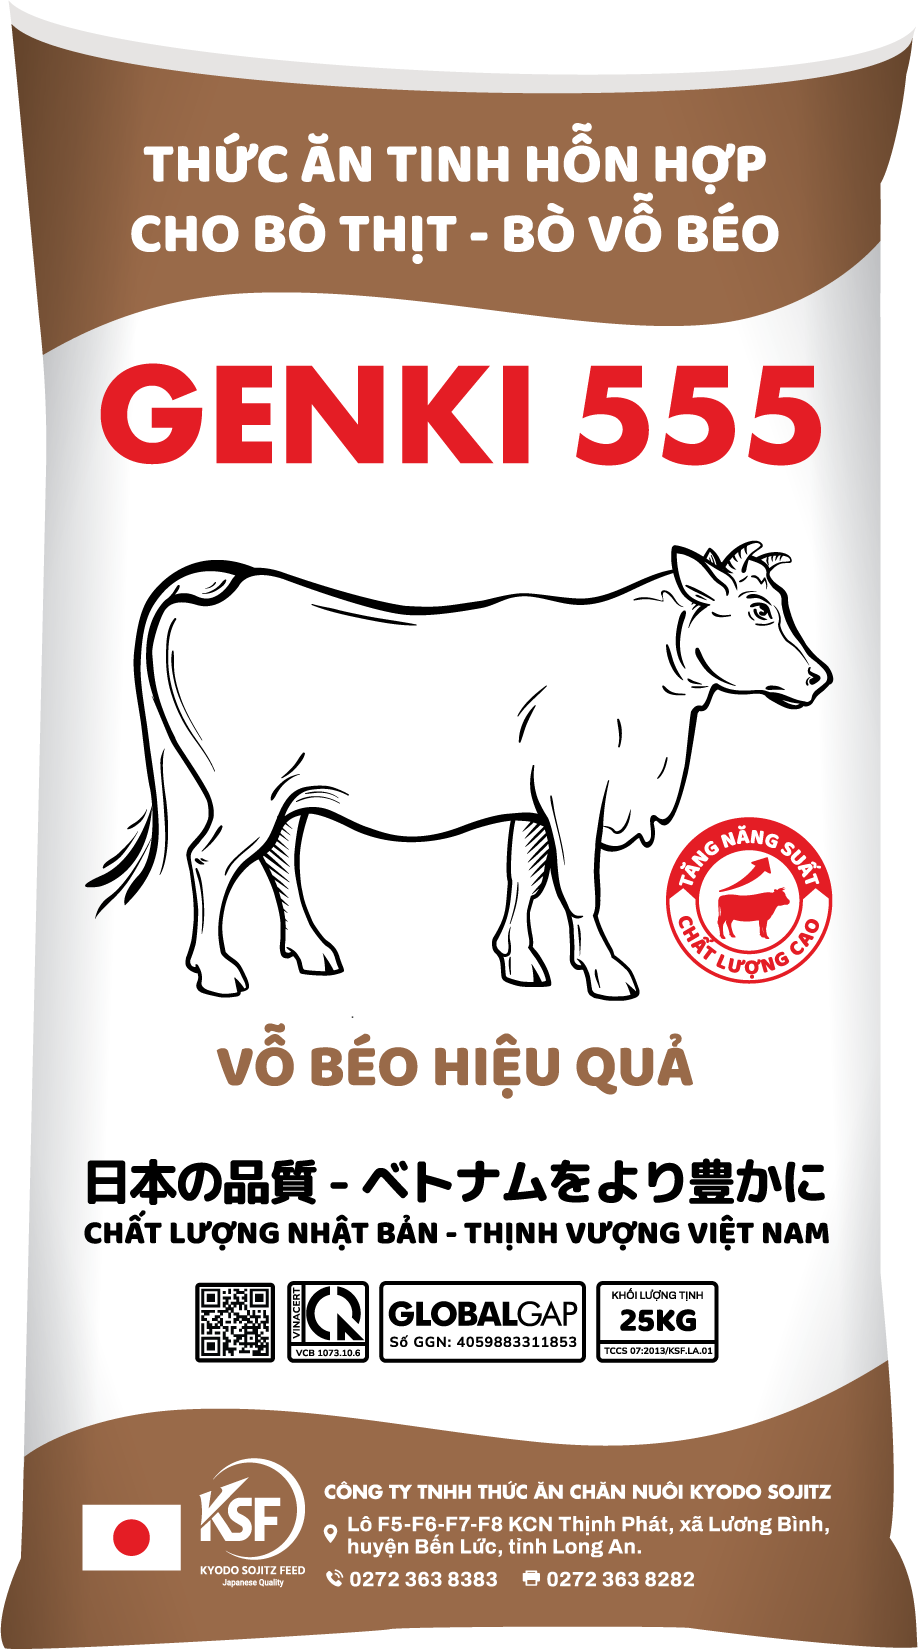 THỨC ĂN TINH HỖN HỢP
CHO BÒ THỊT - BÒ VỖ BÉO
GENKI 555
TĂNG NĂNG SUẤT
CHẤT LƯỢNG CAO
VỖ BÉO HIỆU QUẢ
日本の品質 - ベトナムをより豊かに
CHẤT LƯỢNG NHẬT BẢN - THỊNH VƯỢNG VIỆT NAM
VINACERT
VCB 1073.10.6
GLOBALGAP
Số GGN: 4059883311853
KHỐI LƯỢNG TỊNH
25KG
TCCS 07:2013/KSF.LA.01
KSF
KYODO SOJITZ FEED
Japanese Quality
CÔNG TY TNHH THỨC ĂN CHĂN NUÔI KYODO SOJITZ
Lô F5-F6-F7-F8 KCN Thịnh Phát, xã Lương Bình,
huyện Bến Lức, tỉnh Long An.
0272 363 8383 0272 363 8282